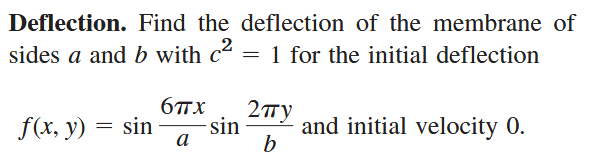 Deflection. Find the deflection of the membrane of
sides a and b with c² = 1 for the initial deflection
f(x, y) = sin 6πx/a sin 2πy/b and initial velocity 0.